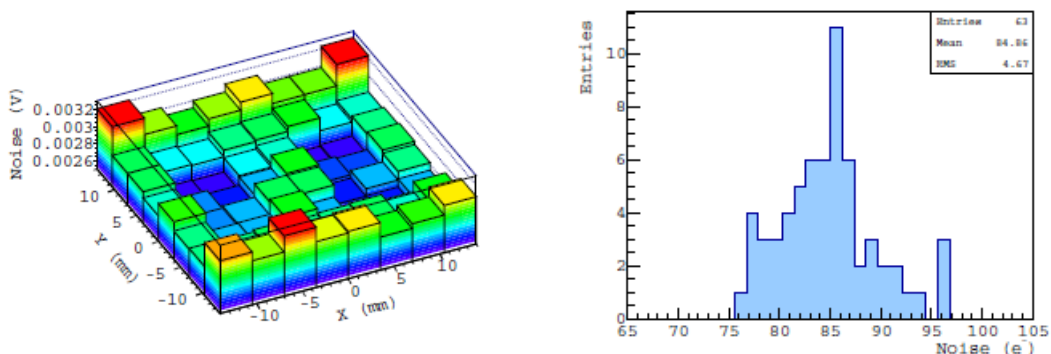 Noise (V)
0.0032
0.003
0.0028
0.0026
10
5
0
-5
-10
Y (mm)
-10
-5
0
5
10
X (mm)
Entries
10
8
6
4
2
0
65 70 75 80 85 90 95 100 105
Noise (e⁻)
Entries 63
Mean 84.86
RMS 4.67